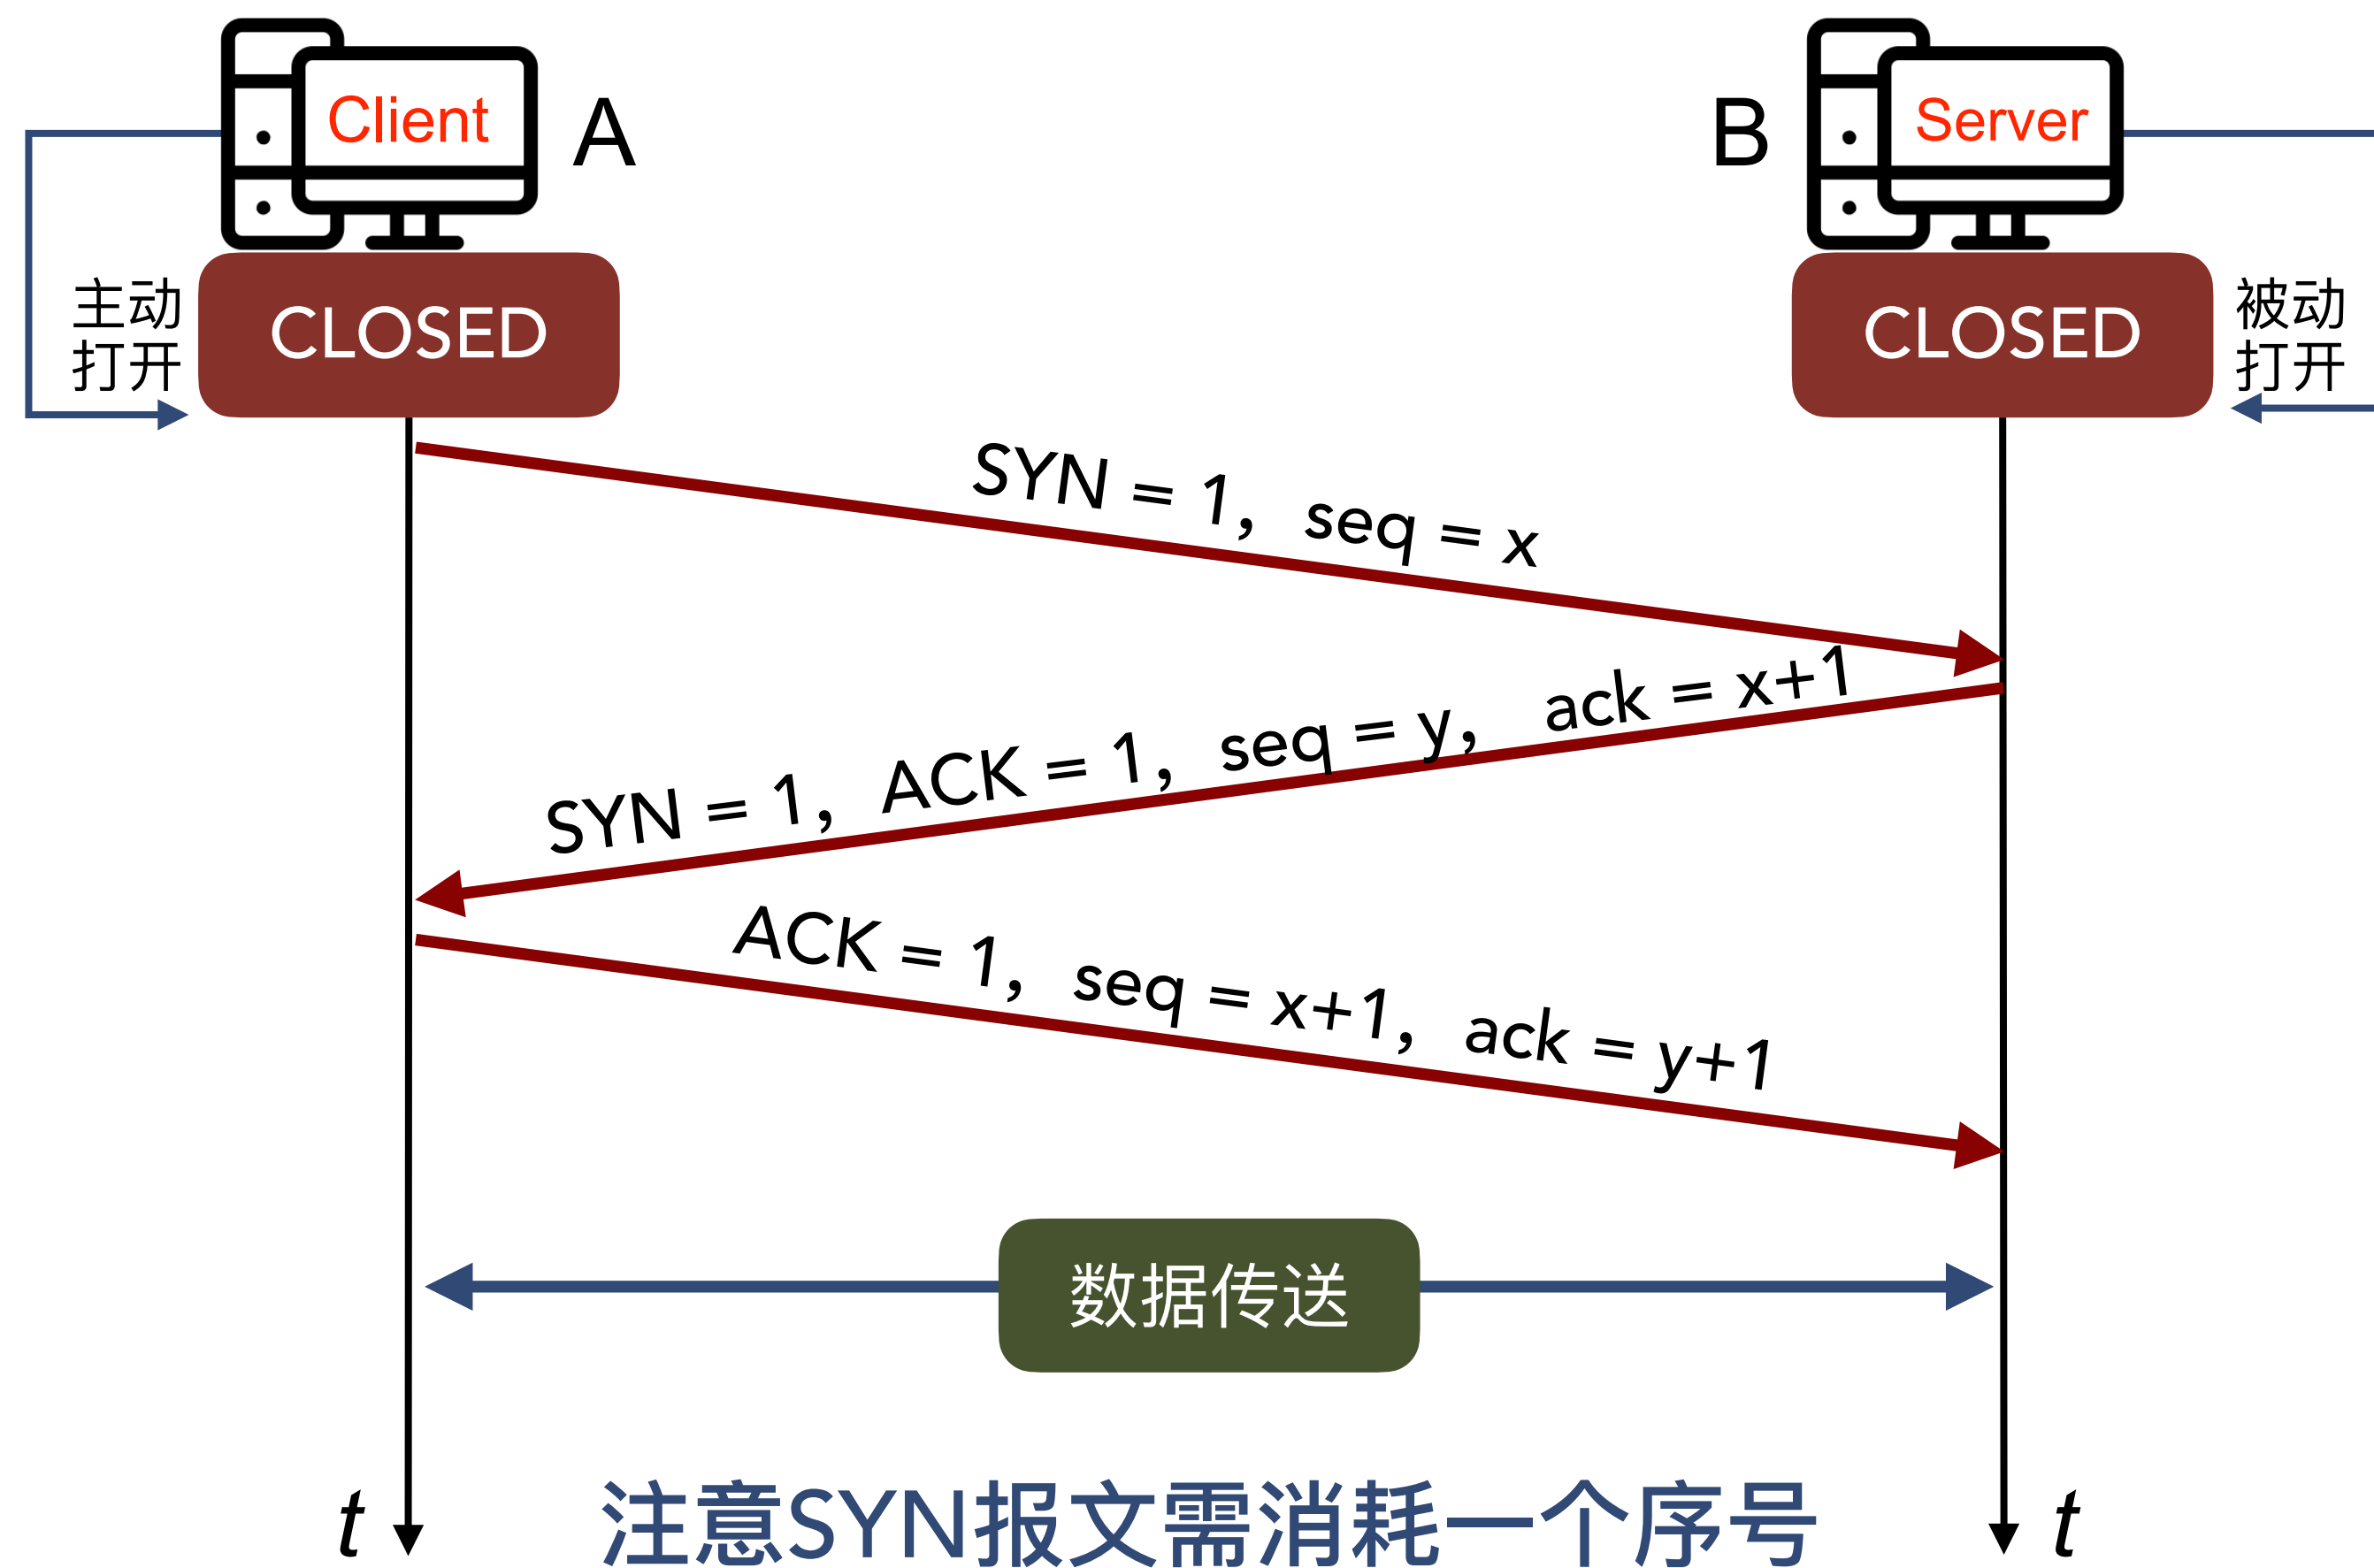 Client
A
B
Server
主动
打开
CLOSED
CLOSED
被动
打开
SYN = 1, seq = x
SYN = 1, ACK = 1, seq = y, ack = x+1
ACK = 1, seq = x+1, ack = y+1
数据传送
t
注意SYN报文需消耗一个序号
t